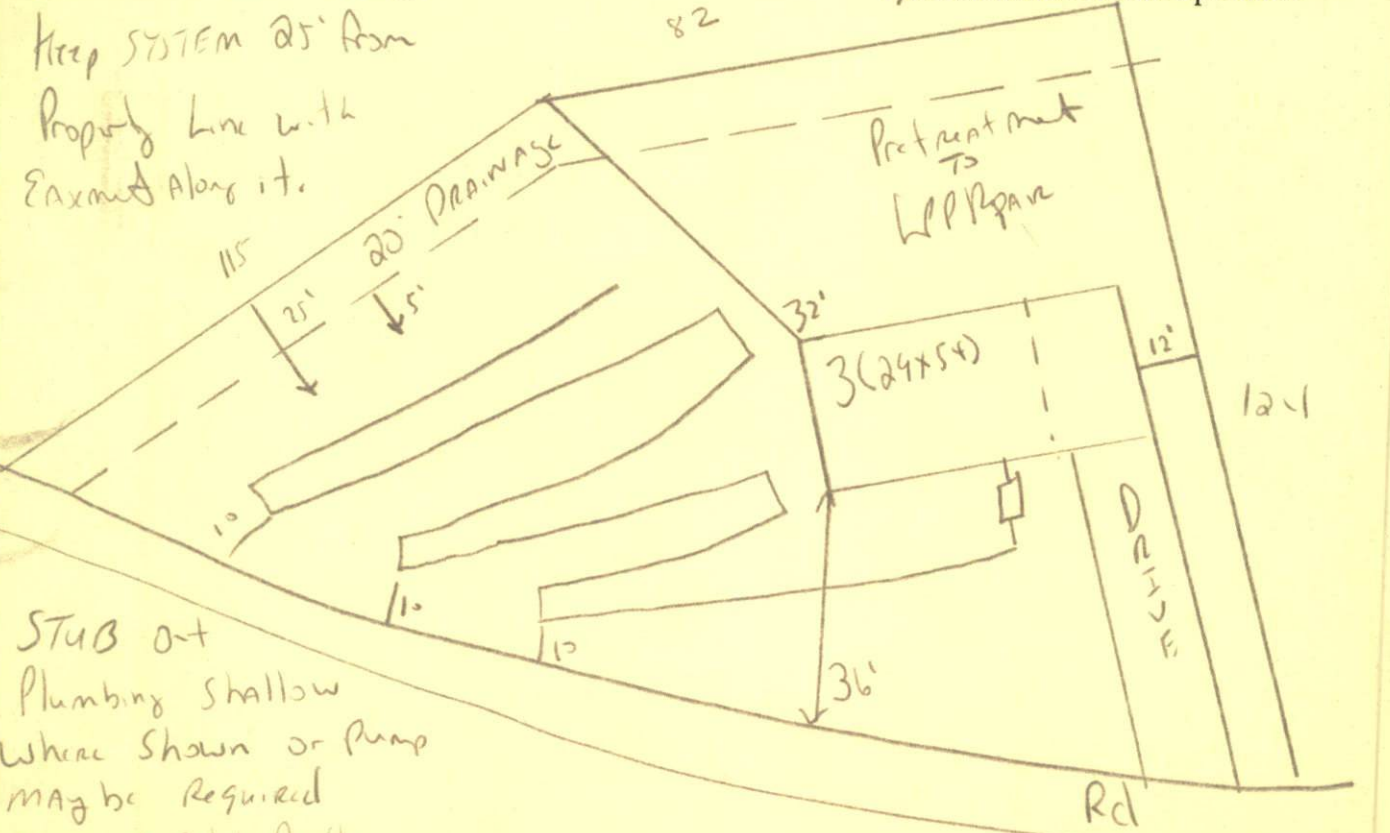 82
Keep SYSTEM 25' from
Property Line with
Easment Along it.
115
20' DRAINAGE
25'
5'
Pretreatment
To
LPP Repair
32'
3(24x54)
12'
121
10
10
10
36'
DRIVE
STUB Out
Plumbing Shallow
Where Shown or Pump
MAy be Required
Rd